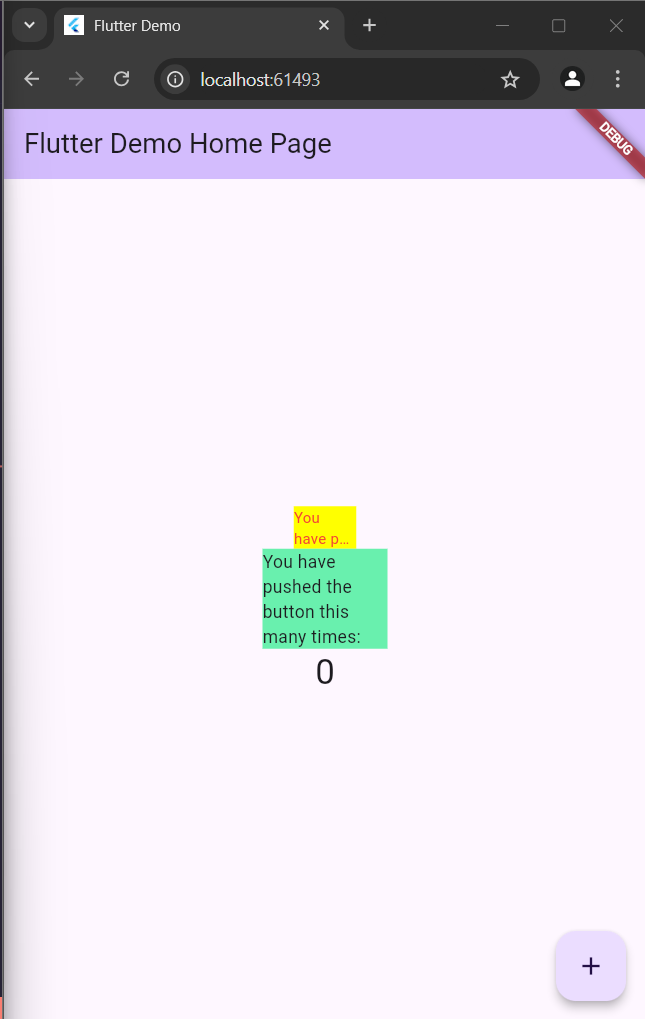 Flutter Demo
localhost:61493
Flutter Demo Home Page
DEBUG
You
have p…
You have
pushed the
button this
many times:
0